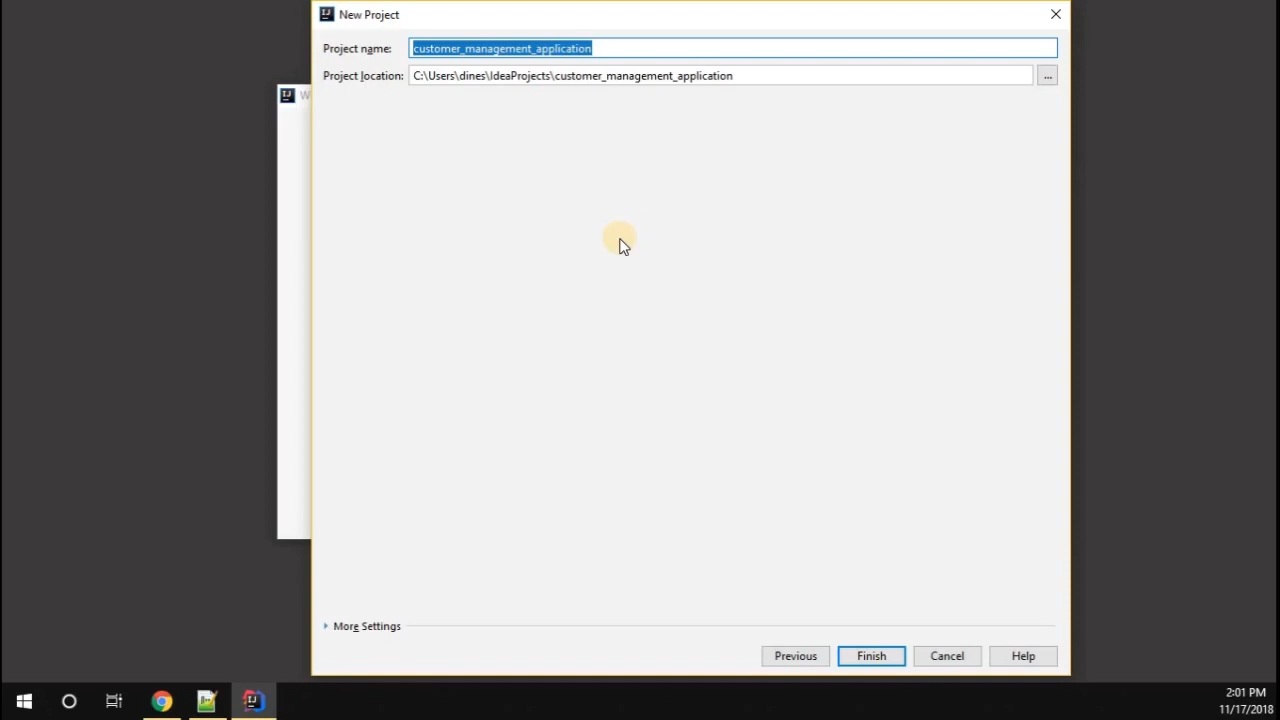 New Project
Project name: customer_management_application
Project location: C:\Users\dines\IdeaProjects\customer_management_application ...
W
More Settings
Previous Finish Cancel Help
2:01 PM
11/17/2018